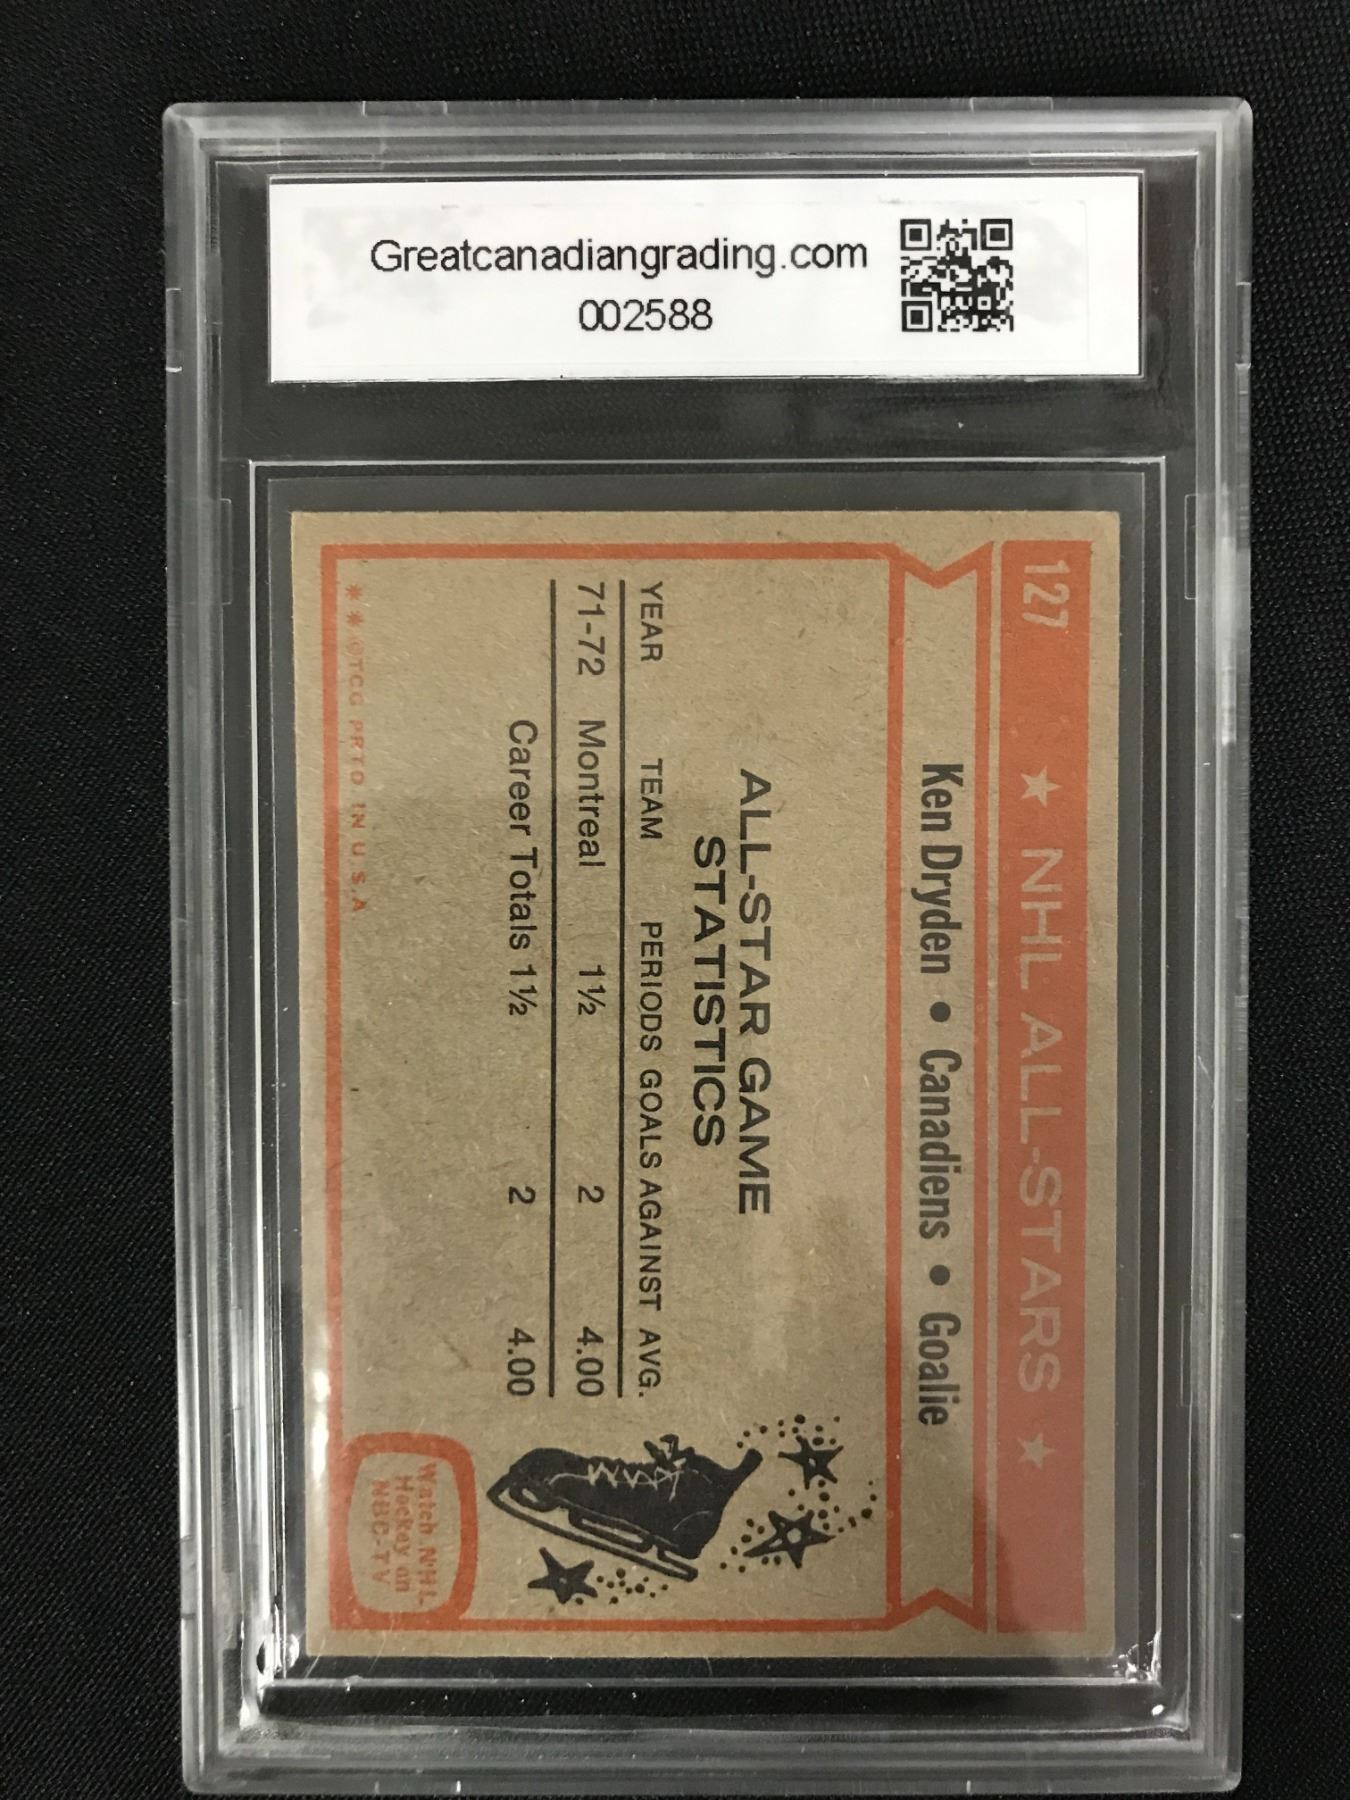 Greatcanadiangrading.com
002588
127 ★ NHL ALL-STARS ★
Ken Dryden • Canadiens • Goalie
ALL-STAR GAME
STATISTICS
YEAR TEAM PERIODS GOALS AGAINST AVG.
71-72 Montreal 1½ 2 4.00
Career Totals 1½ 2 4.00
Watch NHL
Hockey on
NBC-TV
* * © T.C.G. PRTD. IN U.S.A